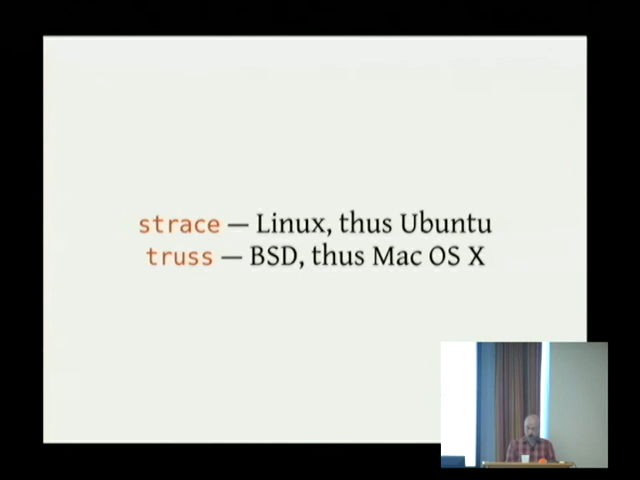 strace — Linux, thus Ubuntu
truss — BSD, thus Mac OS X